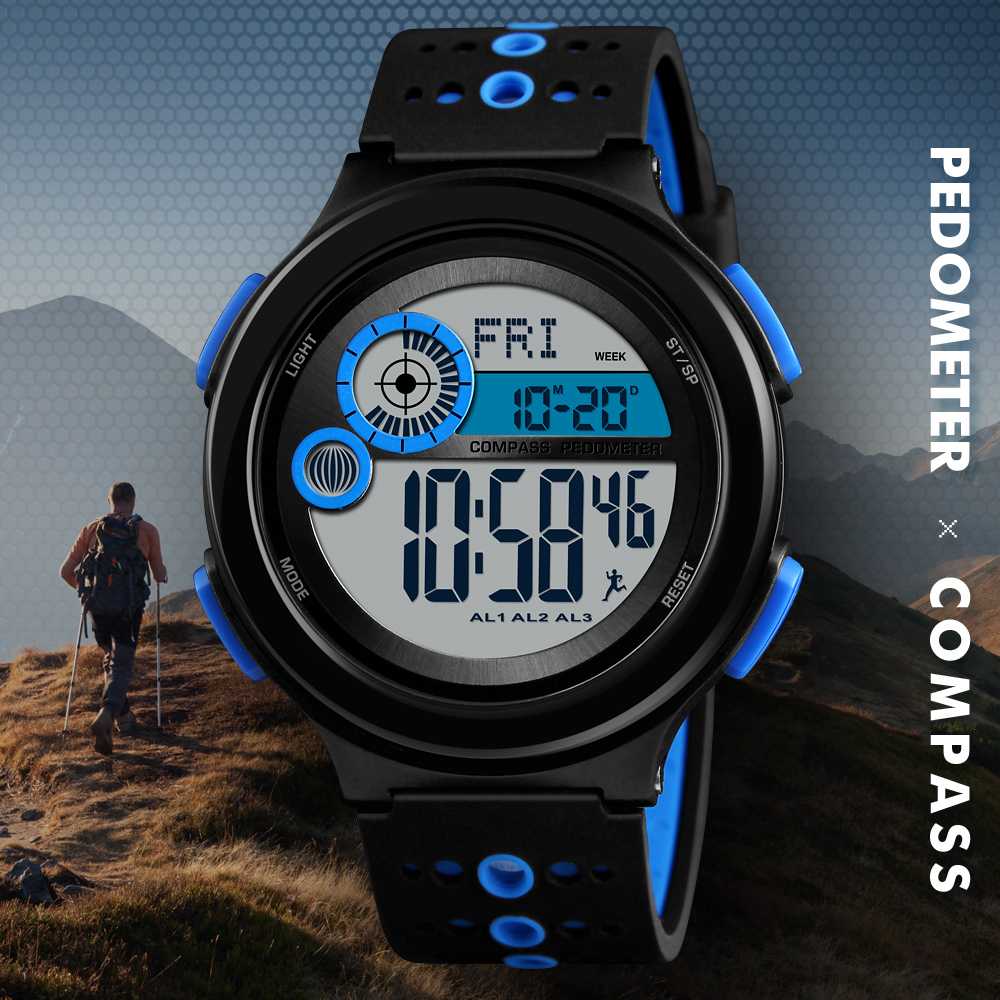 LIGHT
ST/SP
FRI
WEEK
10-20
M
D
COMPASS PEDOMETER
10:58 46
AL1 AL2 AL3
MODE
RESET
PEDOMETER × COMPASS